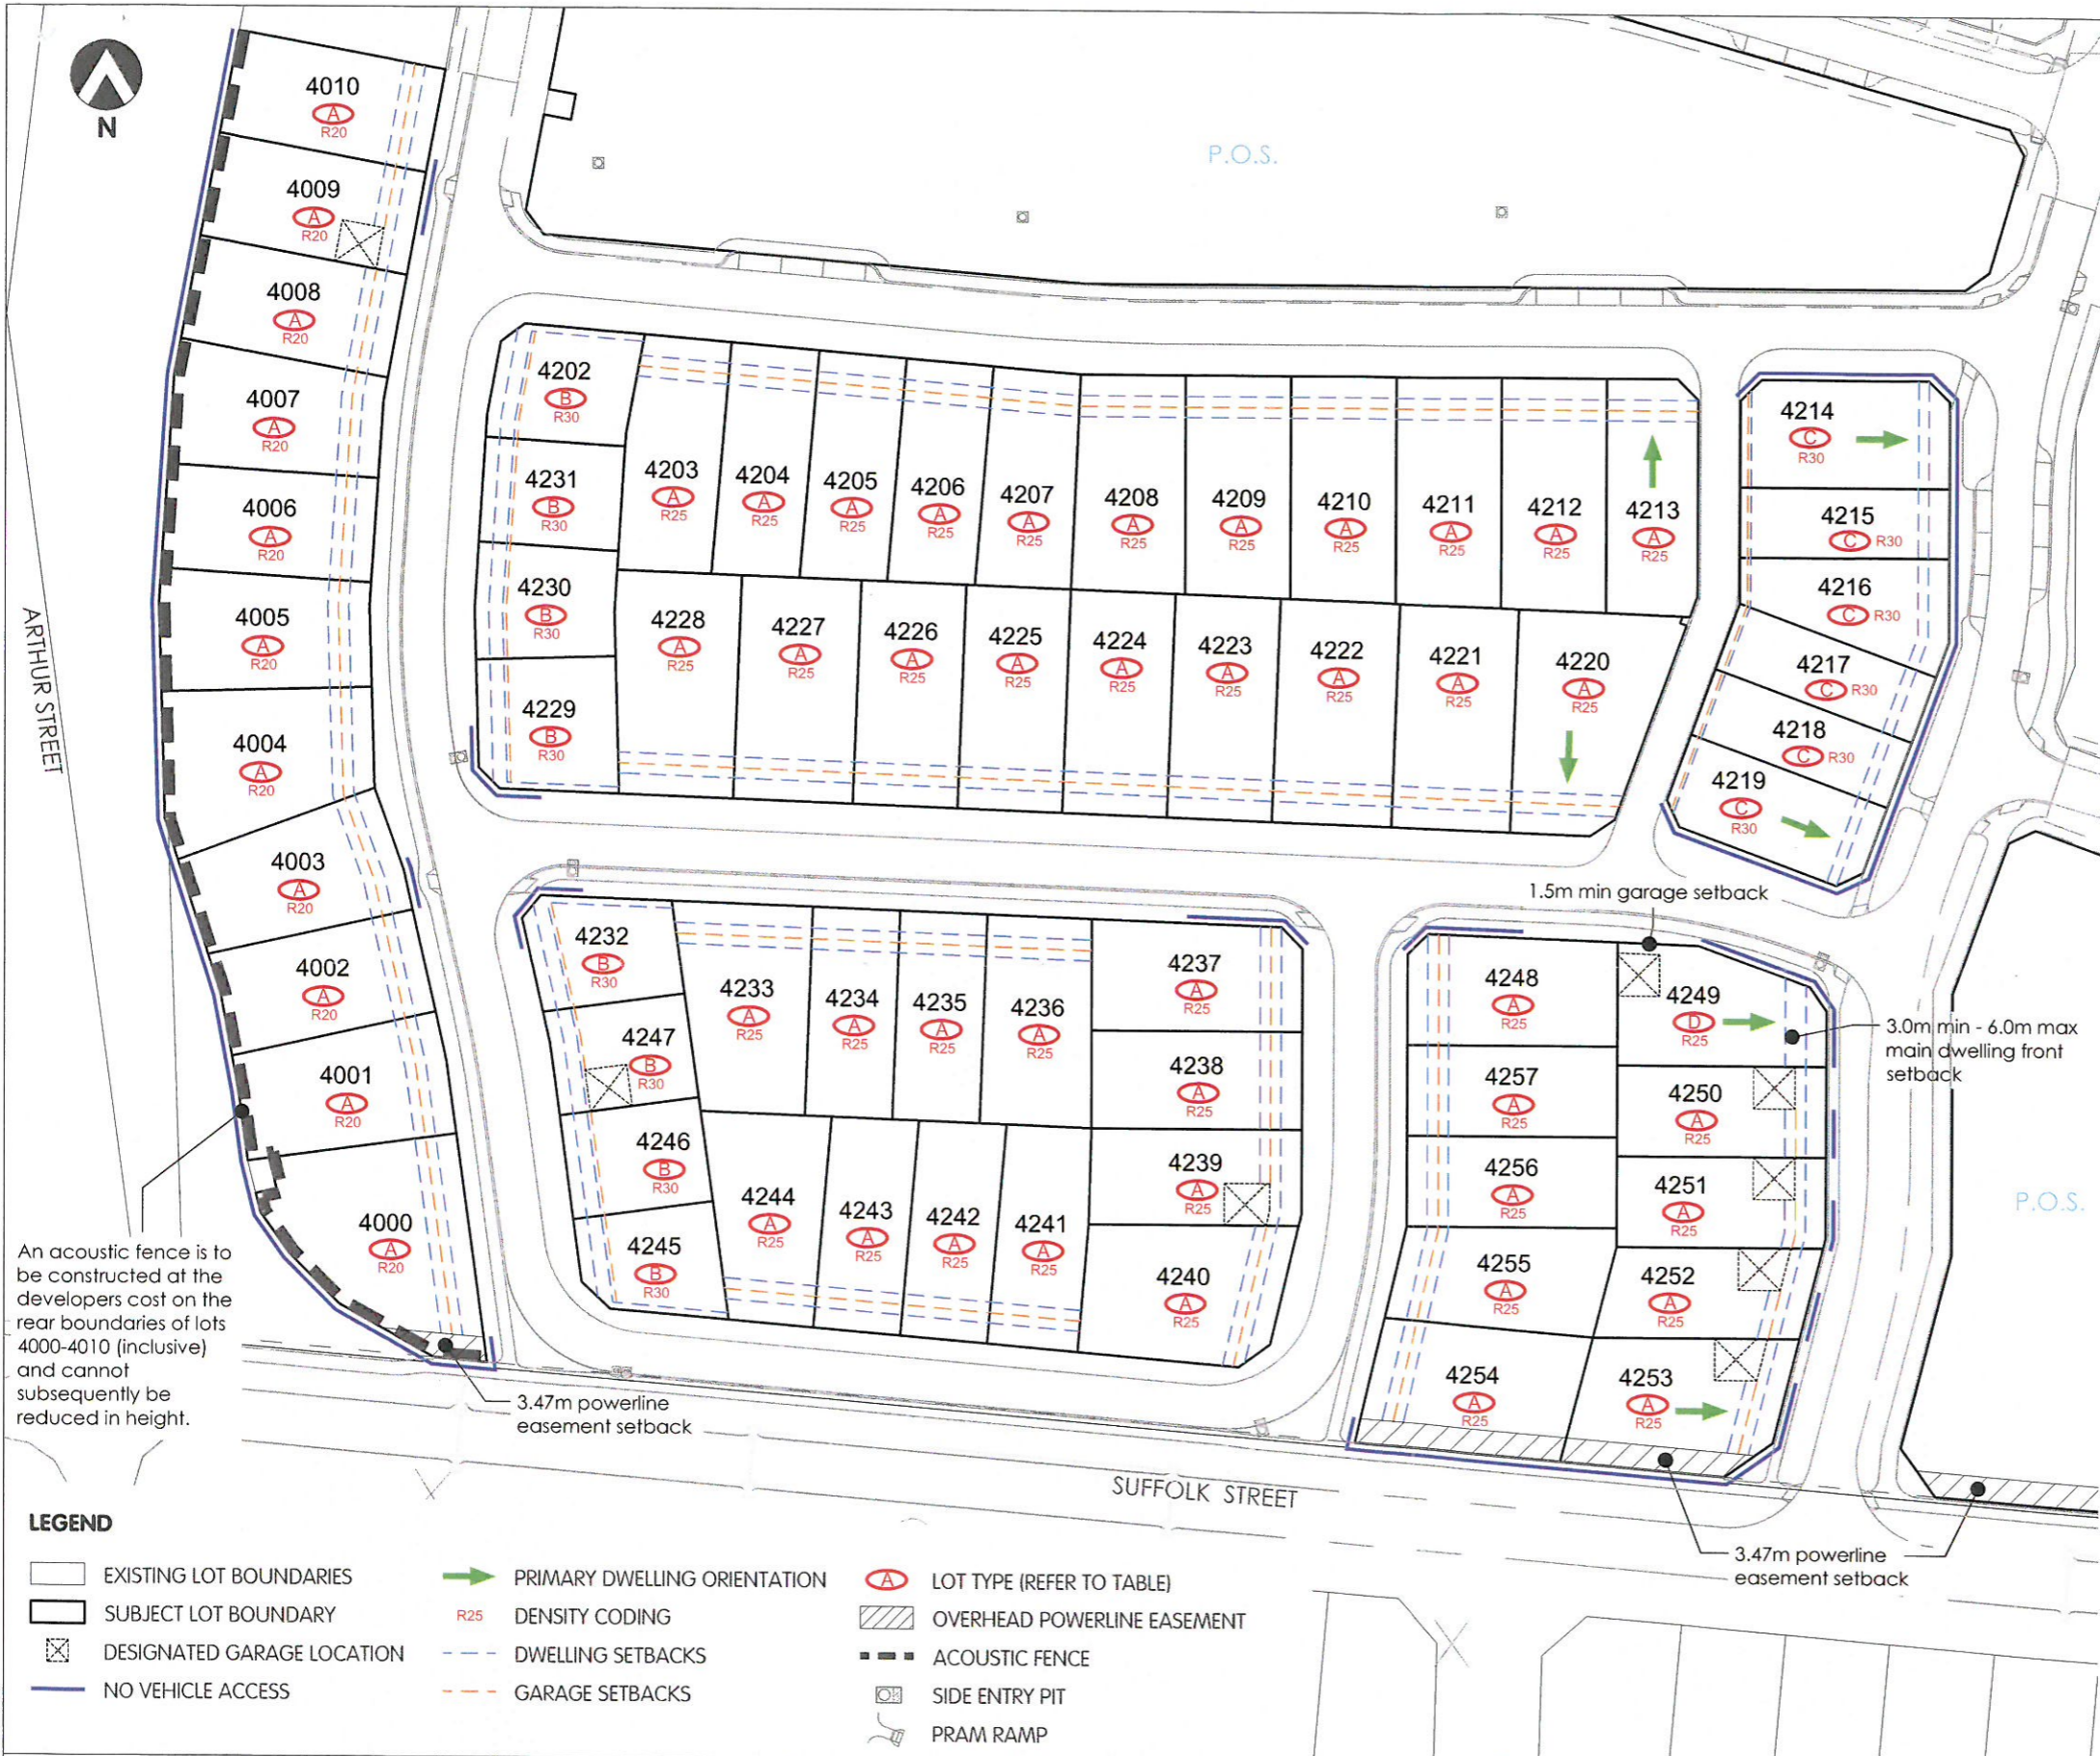 N
P.O.S.
4010
A
R20
4009
A
R20
4008
A
R20
4007
A
R20
4006
A
R20
4005
A
R20
4004
A
R20
4003
A
R20
4002
A
R20
4001
A
R20
4000
A
R20
ARTHUR STREET
4202
B
R30
4231
B
R30
4230
B
R30
4229
B
R30
4203
A
R25
4204
A
R25
4205
A
R25
4206
A
R25
4207
A
R25
4208
A
R25
4209
A
R25
4210
A
R25
4211
A
R25
4212
A
R25
4213
A
R25
4228
A
R25
4227
A
R25
4226
A
R25
4225
A
R25
4224
A
R25
4223
A
R25
4222
A
R25
4221
A
R25
4220
A
R25
4214
C
R30
4215
C R30
4216
C R30
4217
C R30
4218
C R30
4219
C
R30
1.5m min garage setback
4232
B
R30
4247
B
R30
4246
B
R30
4245
B
R30
4233
A
R25
4234
A
R25
4235
A
R25
4236
A
R25
4237
A
R25
4238
A
R25
4239
A
R25
4240
A
R25
4244
A
R25
4243
A
R25
4242
A
R25
4241
A
R25
4248
A
R25
4257
A
R25
4256
A
R25
4255
A
R25
4254
A
R25
4249
D
R25
4250
A
R25
4251
A
R25
4252
A
R25
4253
A
R25
3.0m min - 6.0m max
main dwelling front
setback
P.O.S.
An acoustic fence is to
be constructed at the
developers cost on the
rear boundaries of lots
4000-4010 (inclusive)
and cannot
subsequently be
reduced in height.
3.47m powerline
easement setback
SUFFOLK STREET
3.47m powerline
easement setback
LEGEND
EXISTING LOT BOUNDARIES
SUBJECT LOT BOUNDARY
DESIGNATED GARAGE LOCATION
NO VEHICLE ACCESS
PRIMARY DWELLING ORIENTATION
R25 DENSITY CODING
DWELLING SETBACKS
GARAGE SETBACKS
A LOT TYPE (REFER TO TABLE)
OVERHEAD POWERLINE EASEMENT
ACOUSTIC FENCE
SIDE ENTRY PIT
PRAM RAMP